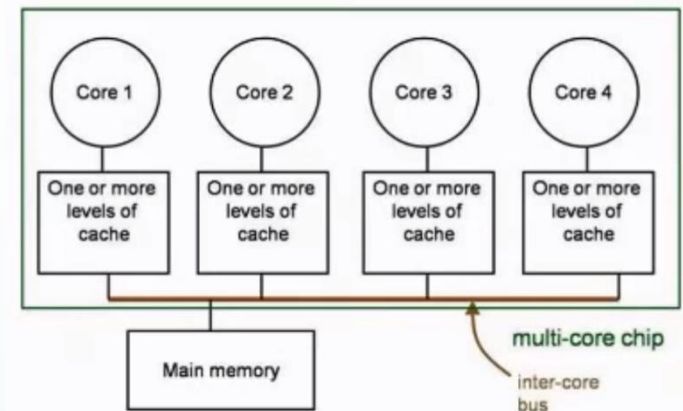 Core 1
Core 2
Core 3
Core 4
One or more
levels of
cache
One or more
levels of
cache
One or more
levels of
cache
One or more
levels of
cache
multi-core chip
Main memory
inter-core
bus